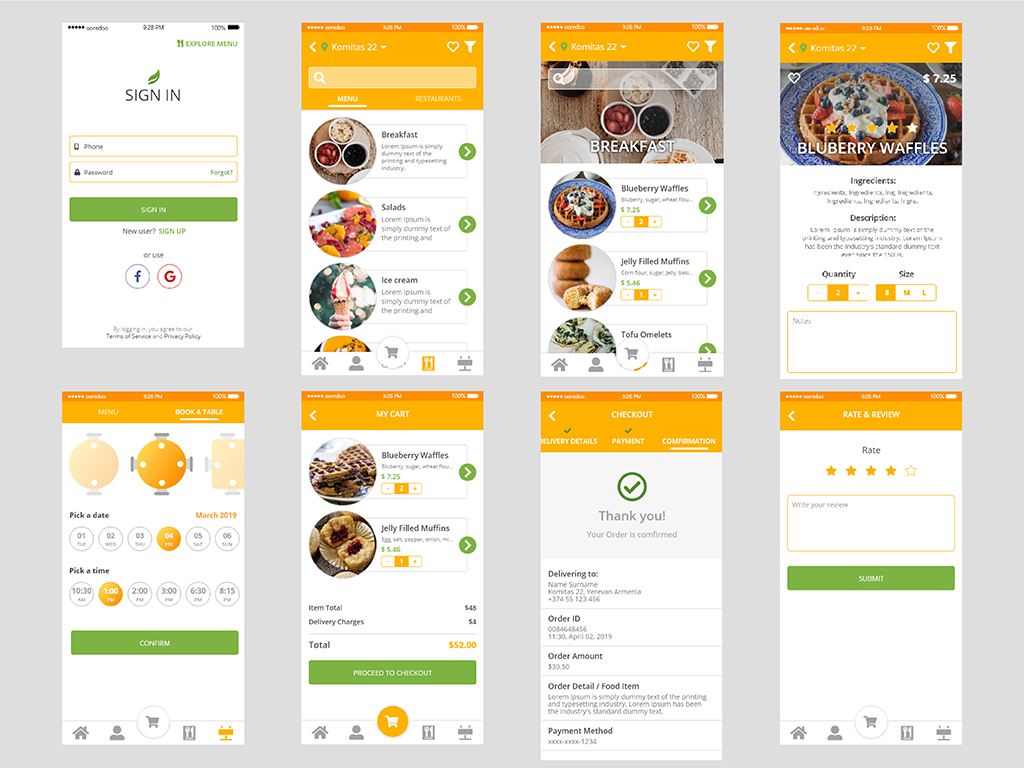 ooredoo 9:28 PM 100%
EXPLORE MENU
SIGN IN
Phone
Password Forgot?
SIGN IN
New user? SIGN UP
or use
f G
By logging in, you agree to our
Terms of Service and Privacy Policy
ooredoo 9:28 PM 100%
Komitas 22
MENU RESTAURANTS
Breakfast
Lorem Ipsum is simply
dummy text of the
printing and typesetting
industry.
Salads
Lorem Ipsum is
simply dummy text of
the printing and
Ice cream
Lorem Ipsum is
simply dummy text of
the printing and
ooredoo 9:28 PM 100%
Komitas 22
BREAKFAST
Blueberry Waffles
Bluberry, sugar, wheat flou...
$ 7.25
- 2 +
Jelly Filled Muffins
Corn flour, sugar, Jelly, baki...
$ 5.46
- 1 +
Tofu Omelets
ooredoo 9:28 PM 100%
Komitas 22
$ 7.25
BLUBERRY WAFFLES
Ingredients:
Ingredients, Ingredients, Ing, Ingredients,
Ingredients, Ingredients, Ingre.
Description:
Lorem Ipsum is simply dummy text of the
printing and typesetting industry. Lorem Ipsum
has been the industry's standard dummy text
ever since the 1500s.
Quantity Size
- 2 + S M L
Notes
ooredoo 9:28 PM 100%
MENU BOOK A TABLE
Pick a date March 2019
01 02 03 04 05 06
TUE WED THU FRI SAT SUN
Pick a time
10:30 1:00 2:00 3:00 6:30 8:15
AM PM PM PM PM PM
CONFIRM
ooredoo 9:28 PM 100%
MY CART
Blueberry Waffles
Bluberry, sugar, wheat flou...
$ 7.25
- 2 +
Jelly Filled Muffins
Egg, salt, pepper, onion, mi...
$ 5.46
- 1 +
Item Total $48
Delivery Charges $4
Total $52.00
PROCEED TO CHECKOUT
ooredoo 9:28 PM 100%
CHECKOUT
DELIVERY DETAILS PAYMENT COMFIRMATION
Thank you!
Your Order is comfirmed
Delivering to:
Name Surname
Komitas 22, Yerevan Armenia
+374 55 123 456
Order ID
0084648456
11:30, April 02, 2019
Order Amount
$30.50
Order Detail / Food Item
Lorem Ipsum is simply dummy text of the printing
and typesetting industry. Lorem Ipsum has been
the industry's standard dummy text.
Payment Method
xxxx-xxxx-1234
ooredoo 9:28 PM 100%
RATE & REVIEW
Rate
Write your review
SUBMIT